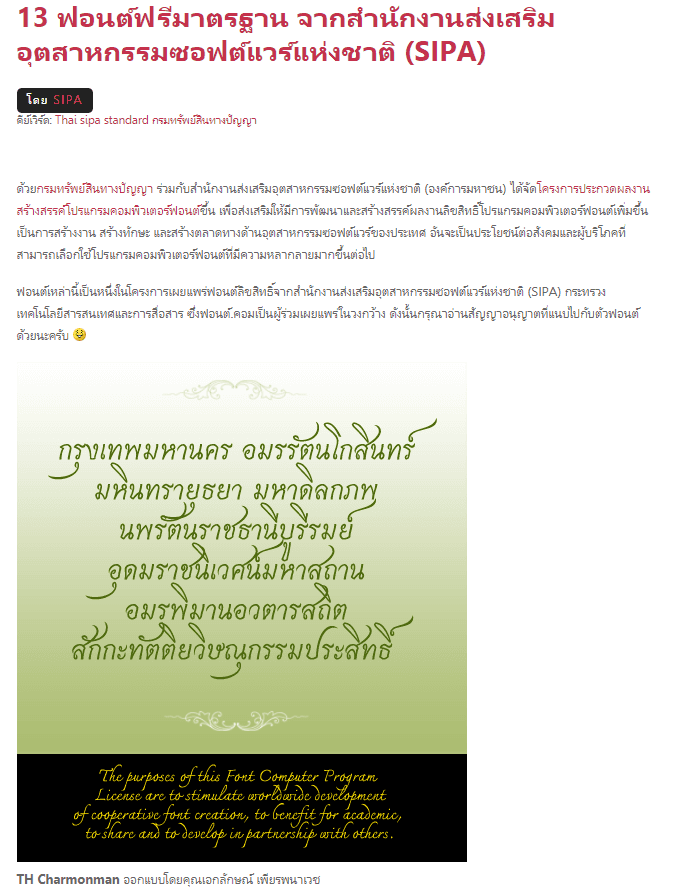 13 ฟอนต์ฟรีมาตรฐาน จากสำนักงานส่งเสริม
อุตสาหกรรมซอฟต์แวร์แห่งชาติ (SIPA)
โดย SIPA
คีย์เวิร์ด: Thai sipa standard กรมทรัพย์สินทางปัญญา
ด้วยกรมทรัพย์สินทางปัญญา ร่วมกับสำนักงานส่งเสริมอุตสาหกรรมซอฟต์แวร์แห่งชาติ (องค์การมหาชน) ได้จัดโครงการประกวดผลงาน
สร้างสรรค์โปรแกรมคอมพิวเตอร์ฟอนต์ขึ้น เพื่อส่งเสริมให้มีการพัฒนาและสร้างสรรค์ผลงานลิขสิทธิ์โปรแกรมคอมพิวเตอร์ฟอนต์เพิ่มขึ้น
เป็นการสร้างงาน สร้างทักษะ และสร้างตลาดทางด้านอุตสาหกรรมซอฟต์แวร์ของประเทศ อันจะเป็นประโยชน์ต่อสังคมและผู้บริโภคที่
สามารถเลือกใช้โปรแกรมคอมพิวเตอร์ฟอนต์ที่มีความหลากลายมากขึ้นต่อไป
ฟอนต์เหล่านี้เป็นหนึ่งในโครงการเผยแพร่ฟอนต์ลิขสิทธิ์จากสำนักงานส่งเสริมอุตสาหกรรมซอฟต์แวร์แห่งชาติ (SIPA) กระทรวง
เทคโนโลยีสารสนเทศและการสื่อสาร ซึ่งฟอนต์.คอมเป็นผู้ร่วมเผยแพร่ในวงกว้าง ดังนั้นกรุณาอ่านสัญญาอนุญาตที่แนบไปกับตัวฟอนต์
ด้วยนะครับ
กรุงเทพมหานคร อมรรัตนโกสินทร์
มหินทรายุธยา มหาดิลกภพ
นพรัตนราชธานีบูรีรมย์
อุดมราชนิเวศน์มหาสถาน
อมรพิมานอวตารสถิต
สักกะทัตติยวิษณุกรรมประสิทธิ์
The purposes of this Font Computer Program
License are to stimulate worldwide development
of cooperative font creation, to benefit for academic,
to share and to develop in partnership with others.
TH Charmonman ออกแบบโดยคุณเอกลักษณ์ เพียรพนาเวช